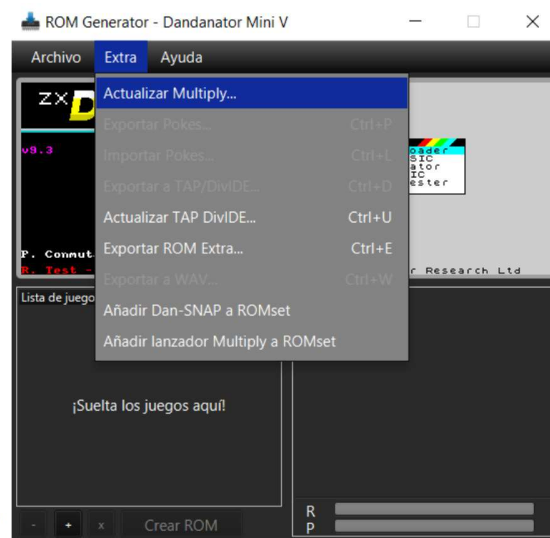 ROM Generator - Dandanator Mini V
Archivo Extra Ayuda
ZX D
v9.3
Actualizar Multiply...
Exportar Pokes... Ctrl+P
Importar Pokes... Ctrl+L
Exportar a TAP/DivIDE... Ctrl+D
Actualizar TAP DivIDE... Ctrl+U
Exportar ROM Extra... Ctrl+E
Exportar a WAV... Ctrl+W
Añadir Dan-SNAP a ROMset
Añadir lanzador Multiply a ROMset
oader
SIC
ator
IC
ester
P. Conmut
R. Test -
r Research Ltd
Lista de juego
¡Suelta los juegos aquí!
- + x Crear ROM
R
P